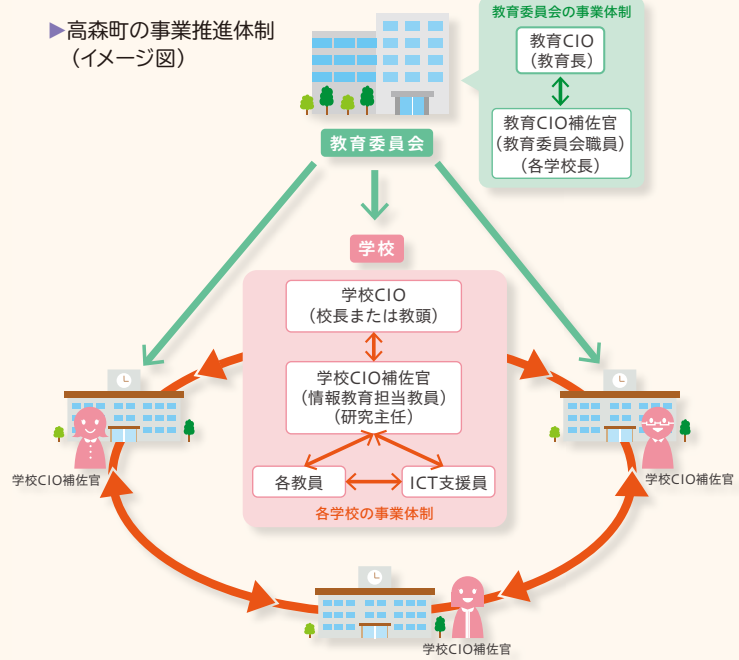 ▶高森町の事業推進体制
（イメージ図）
教育委員会の事業体制
教育CIO
（教育長）
教育CIO補佐官
（教育委員会職員）
（各学校長）
教育委員会
学校
学校CIO
（校長または教頭）
学校CIO補佐官
（情報教育担当教員）
（研究主任）
各教員
ICT支援員
各学校の事業体制
学校CIO補佐官
学校CIO補佐官
学校CIO補佐官